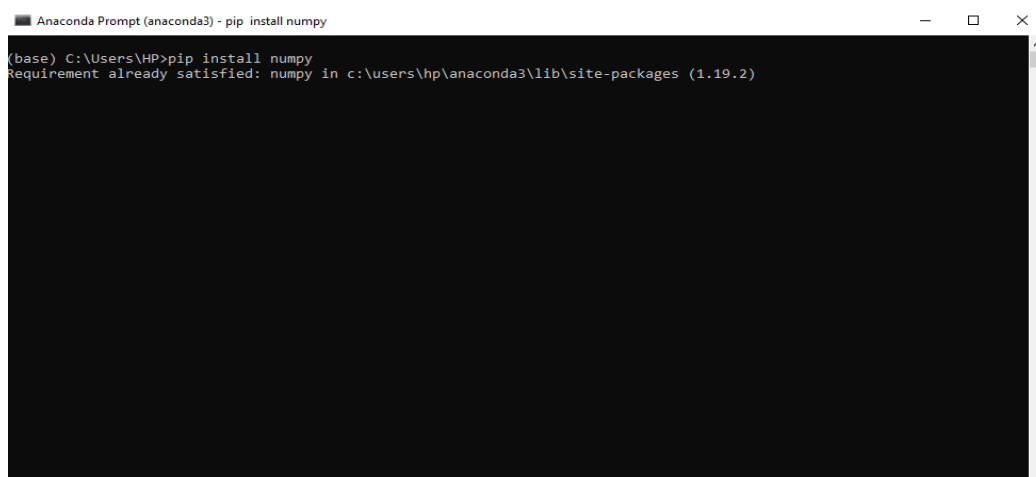 Anaconda Prompt (anaconda3) - pip  install numpy
(base) C:\Users\HP>pip install numpy
Requirement already satisfied: numpy in c:\users\hp\anaconda3\lib\site-packages (1.19.2)